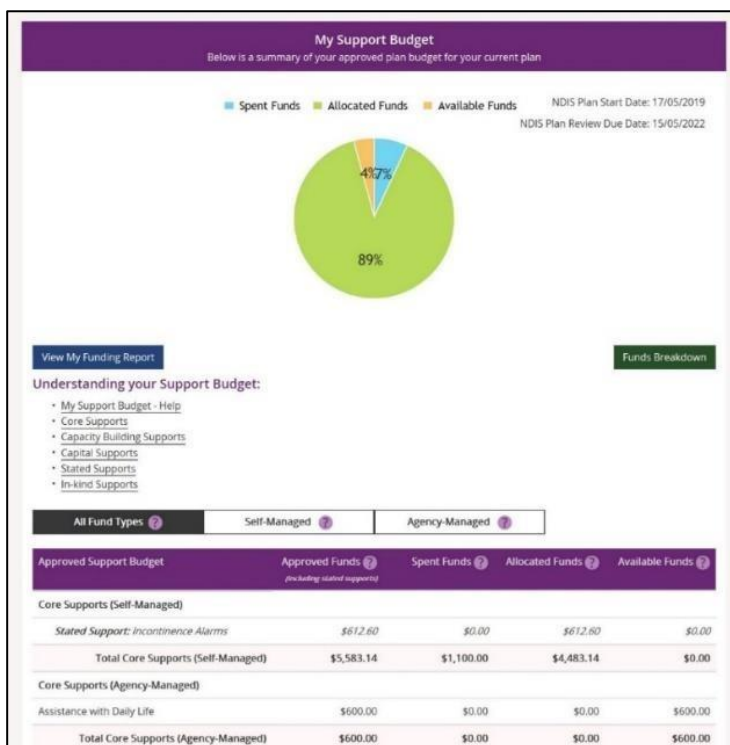 My Support Budget
Below is a summary of your approved plan budget for your current plan
Spent Funds Allocated Funds Available Funds
NDIS Plan Start Date: 17/05/2019
NDIS Plan Review Due Date: 15/05/2022
4% 7%
89%
View My Funding Report Funds Breakdown
Understanding your Support Budget:
• My Support Budget - Help
• Core Supports
• Capacity Building Supports
• Capital Supports
• Stated Supports
• In-kind Supports
All Fund Types ? Self-Managed ? Agency-Managed ?
Approved Support Budget Approved Funds ? Spent Funds ? Allocated Funds ? Available Funds ?
(including stated supports)
Core Supports (Self-Managed)
Stated Support: Incontinence Alarms $612.60 $0.00 $612.60 $0.00
Total Core Supports (Self-Managed) $5,583.14 $1,100.00 $4,483.14 $0.00
Core Supports (Agency-Managed)
Assistance with Daily Life $600.00 $0.00 $0.00 $600.00
Total Core Supports (Agency-Managed) $600.00 $0.00 $0.00 $600.00